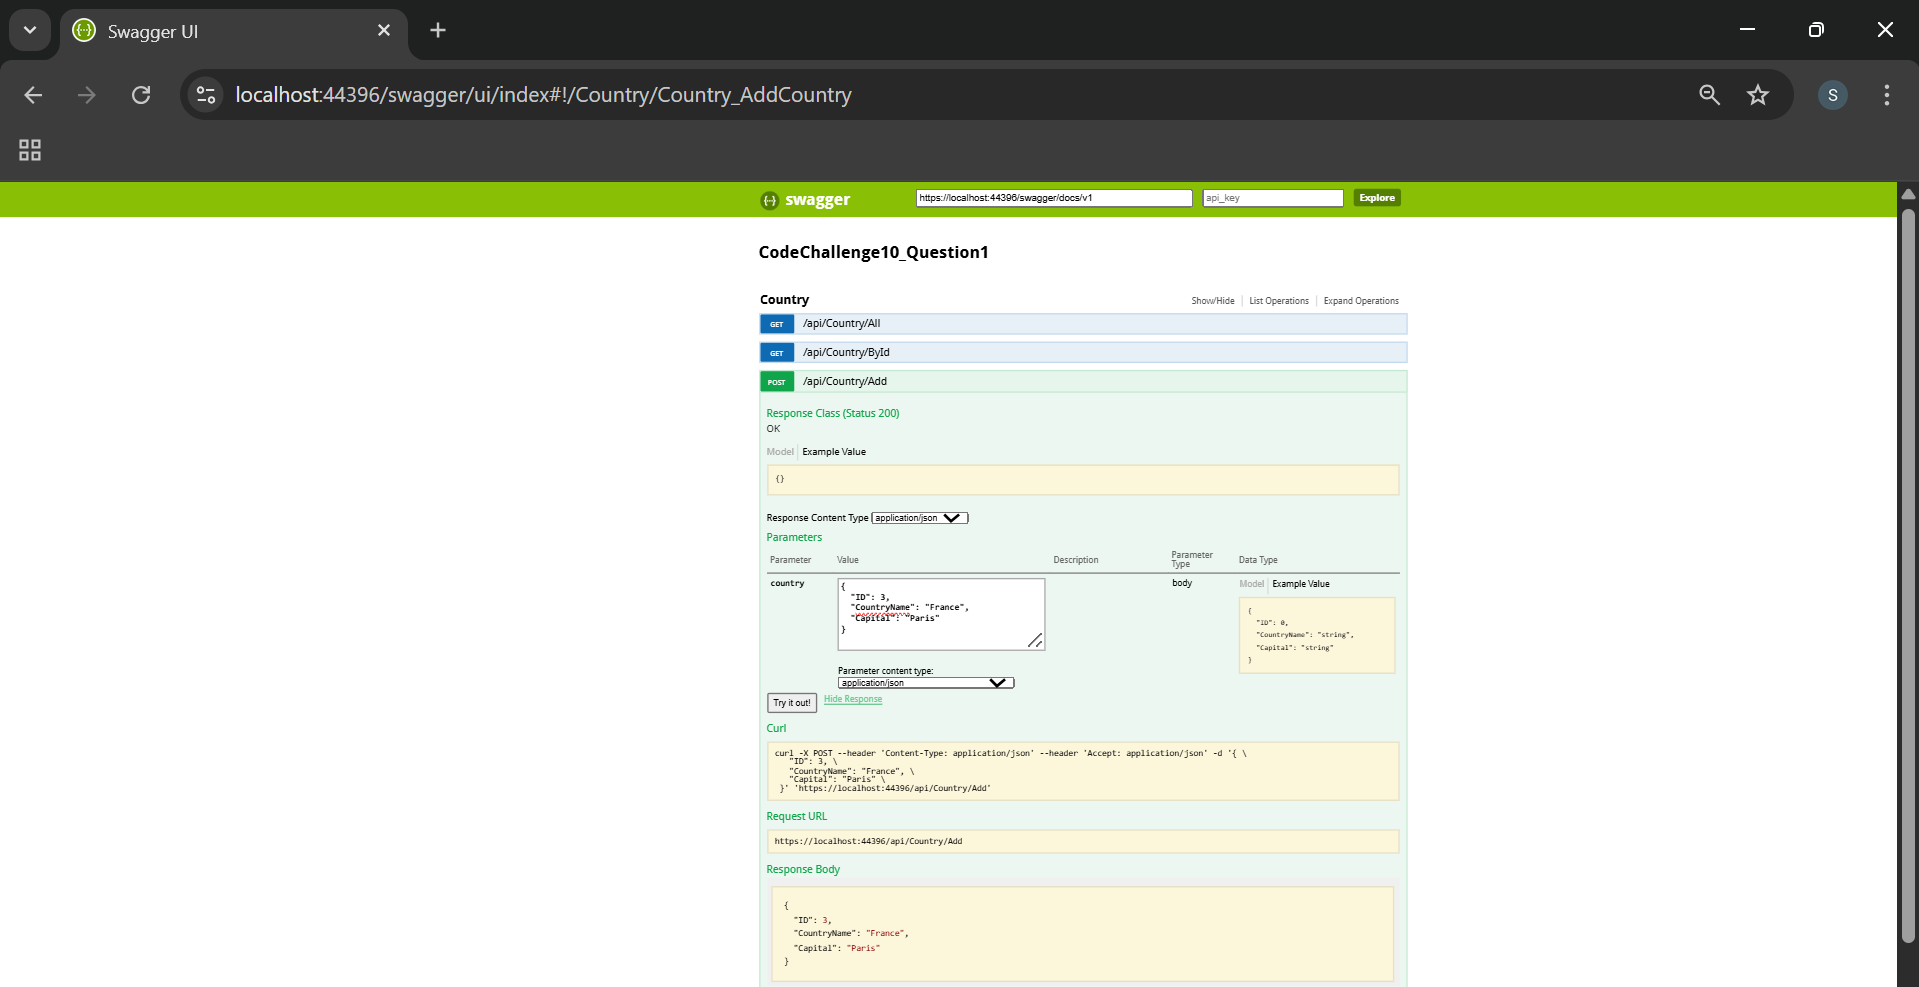 Swagger UI
localhost:44396/swagger/ui/index#!/Country/Country_AddCountry
S
{··} swagger
https://localhost:44396/swagger/docs/v1
api_key
Explore
CodeChallenge10_Question1
Country
Show/Hide | List Operations | Expand Operations
GET /api/Country/All
GET /api/Country/ById
POST /api/Country/Add
Response Class (Status 200)
OK
Model | Example Value
{}
Response Content Type application/json
Parameters
Parameter Value Description Parameter Type Data Type
country
{
"ID": 3,
"CountryName": "France",
"Capital": "Paris"
}
Parameter content type:
application/json
body
Model | Example Value
{
"ID": 0,
"CountryName": "string",
"Capital": "string"
}
Try it out! Hide Response
Curl
curl -X POST --header 'Content-Type: application/json' --header 'Accept: application/json' -d '{ \
"ID": 3, \
"CountryName": "France", \
"Capital": "Paris" \
}' 'https://localhost:44396/api/Country/Add'
Request URL
https://localhost:44396/api/Country/Add
Response Body
{
"ID": 3,
"CountryName": "France",
"Capital": "Paris"
}